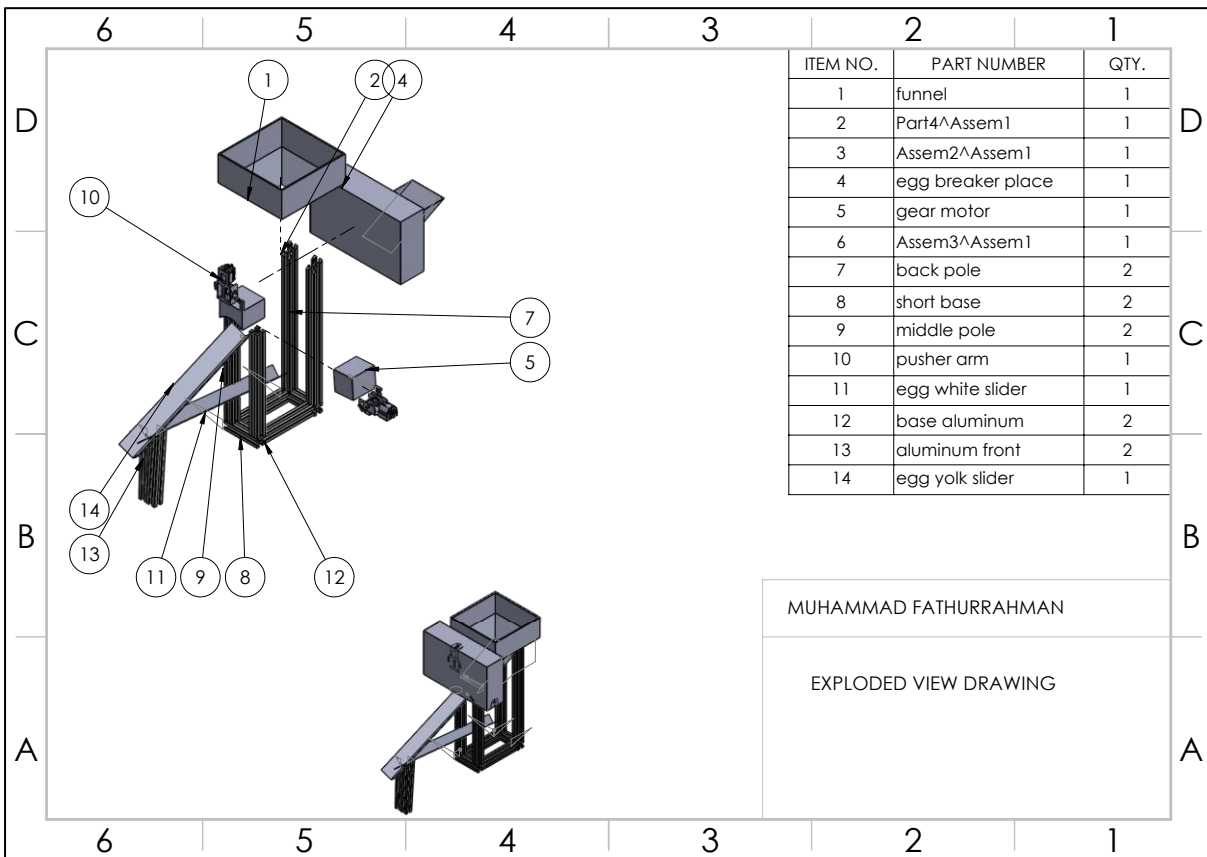 6 5 4 3 2 1
D D
C C
B B
A A
1
2 4
10
7
5
14
13
11 9 8 12
ITEM NO. PART NUMBER QTY.
1 funnel 1
2 Part4^Assem1 1
3 Assem2^Assem1 1
4 egg breaker place 1
5 gear motor 1
6 Assem3^Assem1 1
7 back pole 2
8 short base 2
9 middle pole 2
10 pusher arm 1
11 egg white slider 1
12 base aluminum 2
13 aluminum front 2
14 egg yolk slider 1
MUHAMMAD FATHURRAHMAN
EXPLODED VIEW DRAWING
6 5 4 3 2 1